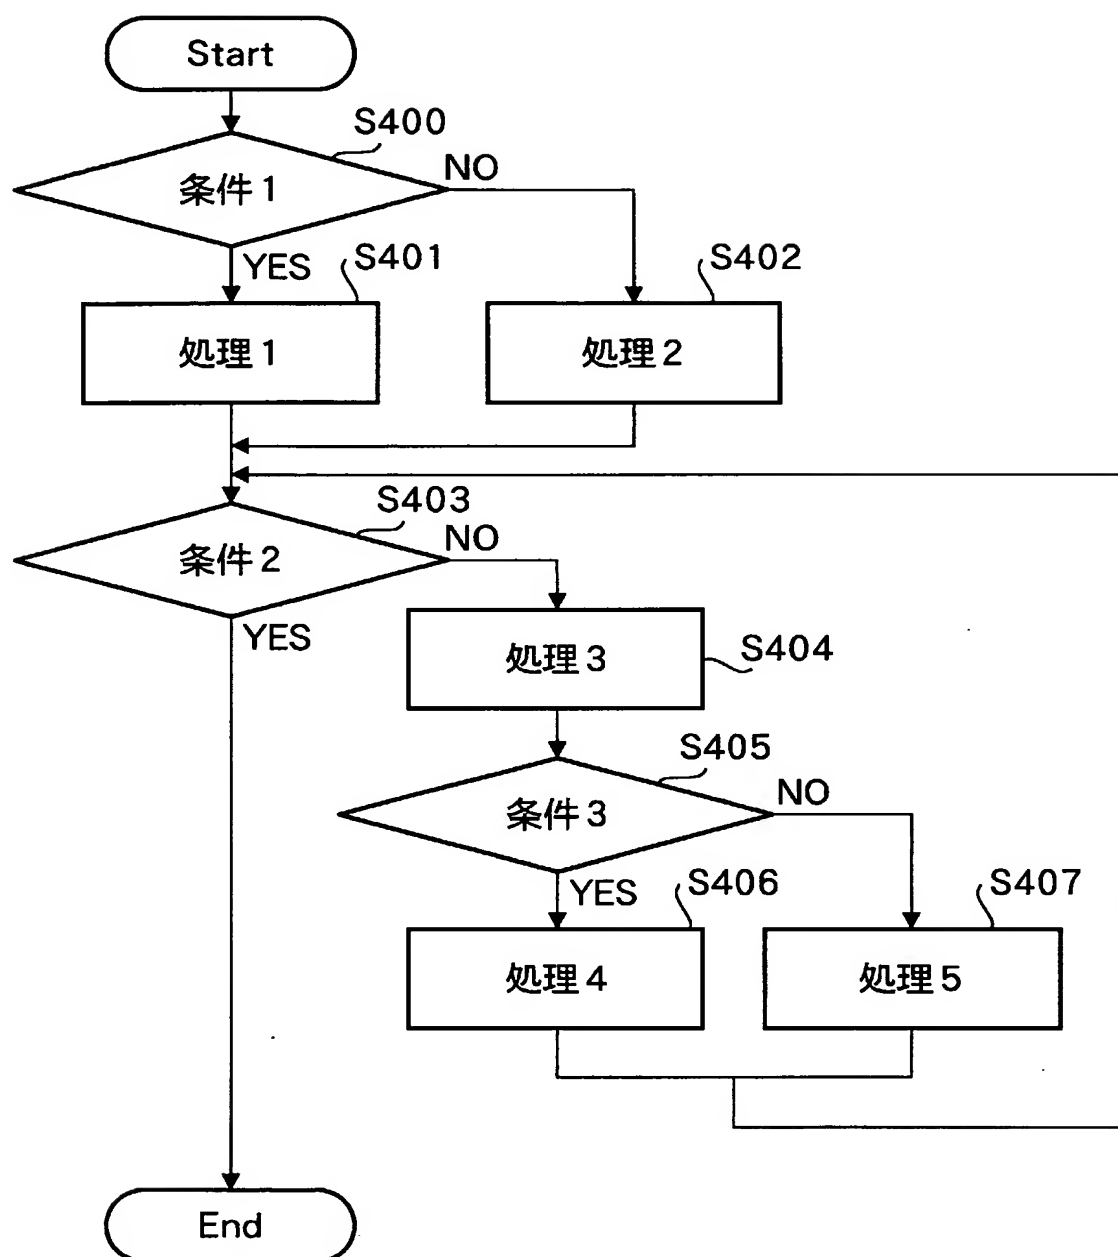 Start
S400
条件1
NO
YES
S401
S402
処理1
処理2
S403
条件2
NO
YES
処理3
S404
S405
条件3
NO
YES
S406
S407
処理4
処理5
End